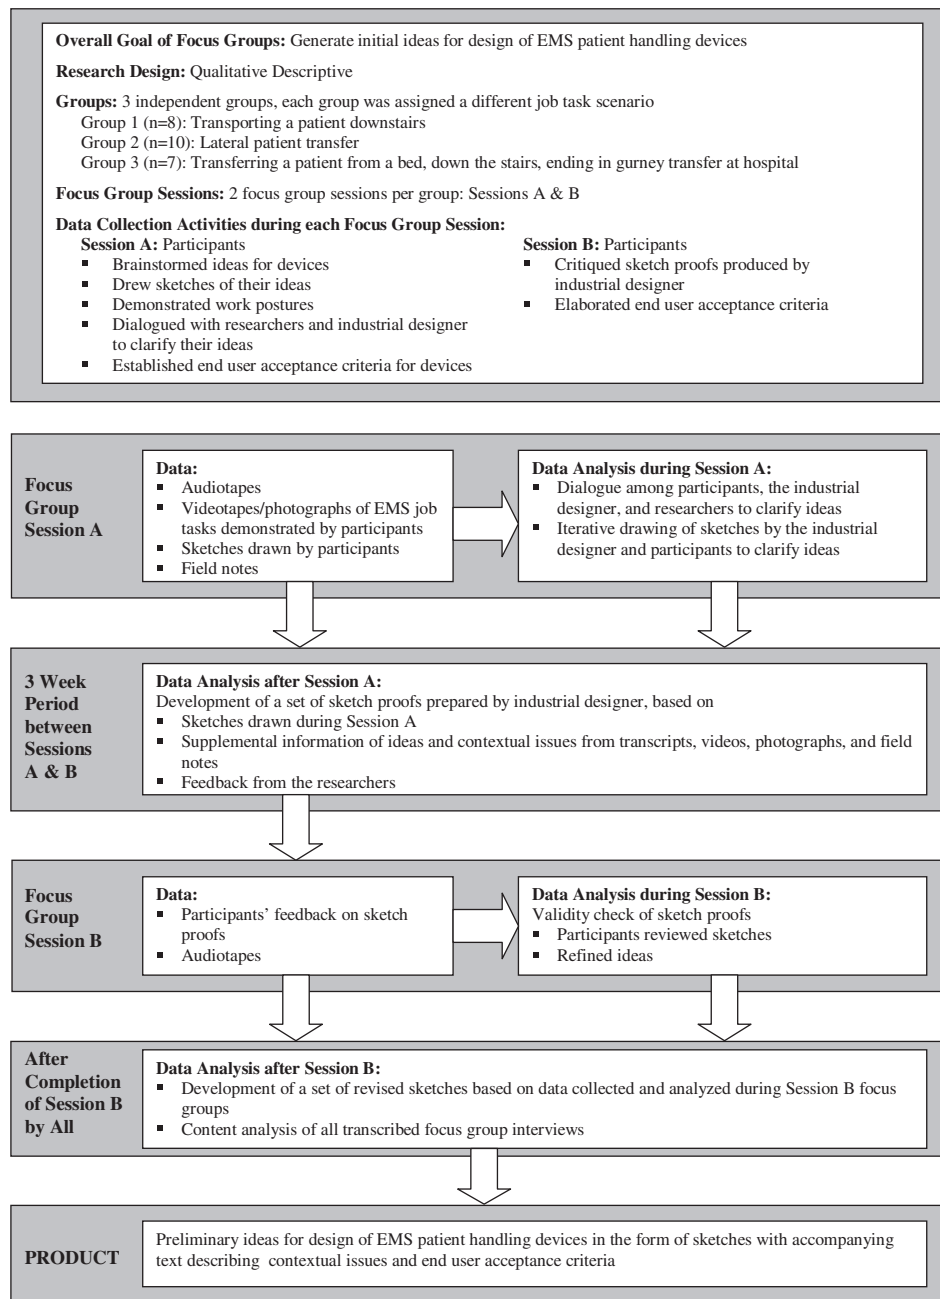 Overall Goal of Focus Groups: Generate initial ideas for design of EMS patient handling devices
Research Design: Qualitative Descriptive
Groups: 3 independent groups, each group was assigned a different job task scenario
Group 1 (n=8): Transporting a patient downstairs
Group 2 (n=10): Lateral patient transfer
Group 3 (n=7): Transferring a patient from a bed, down the stairs, ending in gurney transfer at hospital
Focus Group Sessions: 2 focus group sessions per group: Sessions A & B
Data Collection Activities during each Focus Group Session:
Session A: Participants
▪ Brainstormed ideas for devices
▪ Drew sketches of their ideas
▪ Demonstrated work postures
▪ Dialogued with researchers and industrial designer
to clarify their ideas
▪ Established end user acceptance criteria for devices
Session B: Participants
▪ Critiqued sketch proofs produced by
industrial designer
▪ Elaborated end user acceptance criteria
Focus
Group
Session A
Data:
▪ Audiotapes
▪ Videotapes/photographs of EMS job
tasks demonstrated by participants
▪ Sketches drawn by participants
▪ Field notes
Data Analysis during Session A:
▪ Dialogue among participants, the industrial
designer, and researchers to clarify ideas
▪ Iterative drawing of sketches by the industrial
designer and participants to clarify ideas
3 Week
Period
between
Sessions
A & B
Data Analysis after Session A:
Development of a set of sketch proofs prepared by industrial designer, based on
▪ Sketches drawn during Session A
▪ Supplemental information of ideas and contextual issues from transcripts, videos, photographs, and field
notes
▪ Feedback from the researchers
Focus
Group
Session B
Data:
▪ Participants' feedback on sketch
proofs
▪ Audiotapes
Data Analysis during Session B:
Validity check of sketch proofs
▪ Participants reviewed sketches
▪ Refined ideas
After
Completion
of Session B
by All
Data Analysis after Session B:
▪ Development of a set of revised sketches based on data collected and analyzed during Session B focus
groups
▪ Content analysis of all transcribed focus group interviews
PRODUCT
Preliminary ideas for design of EMS patient handling devices in the form of sketches with accompanying
text describing contextual issues and end user acceptance criteria